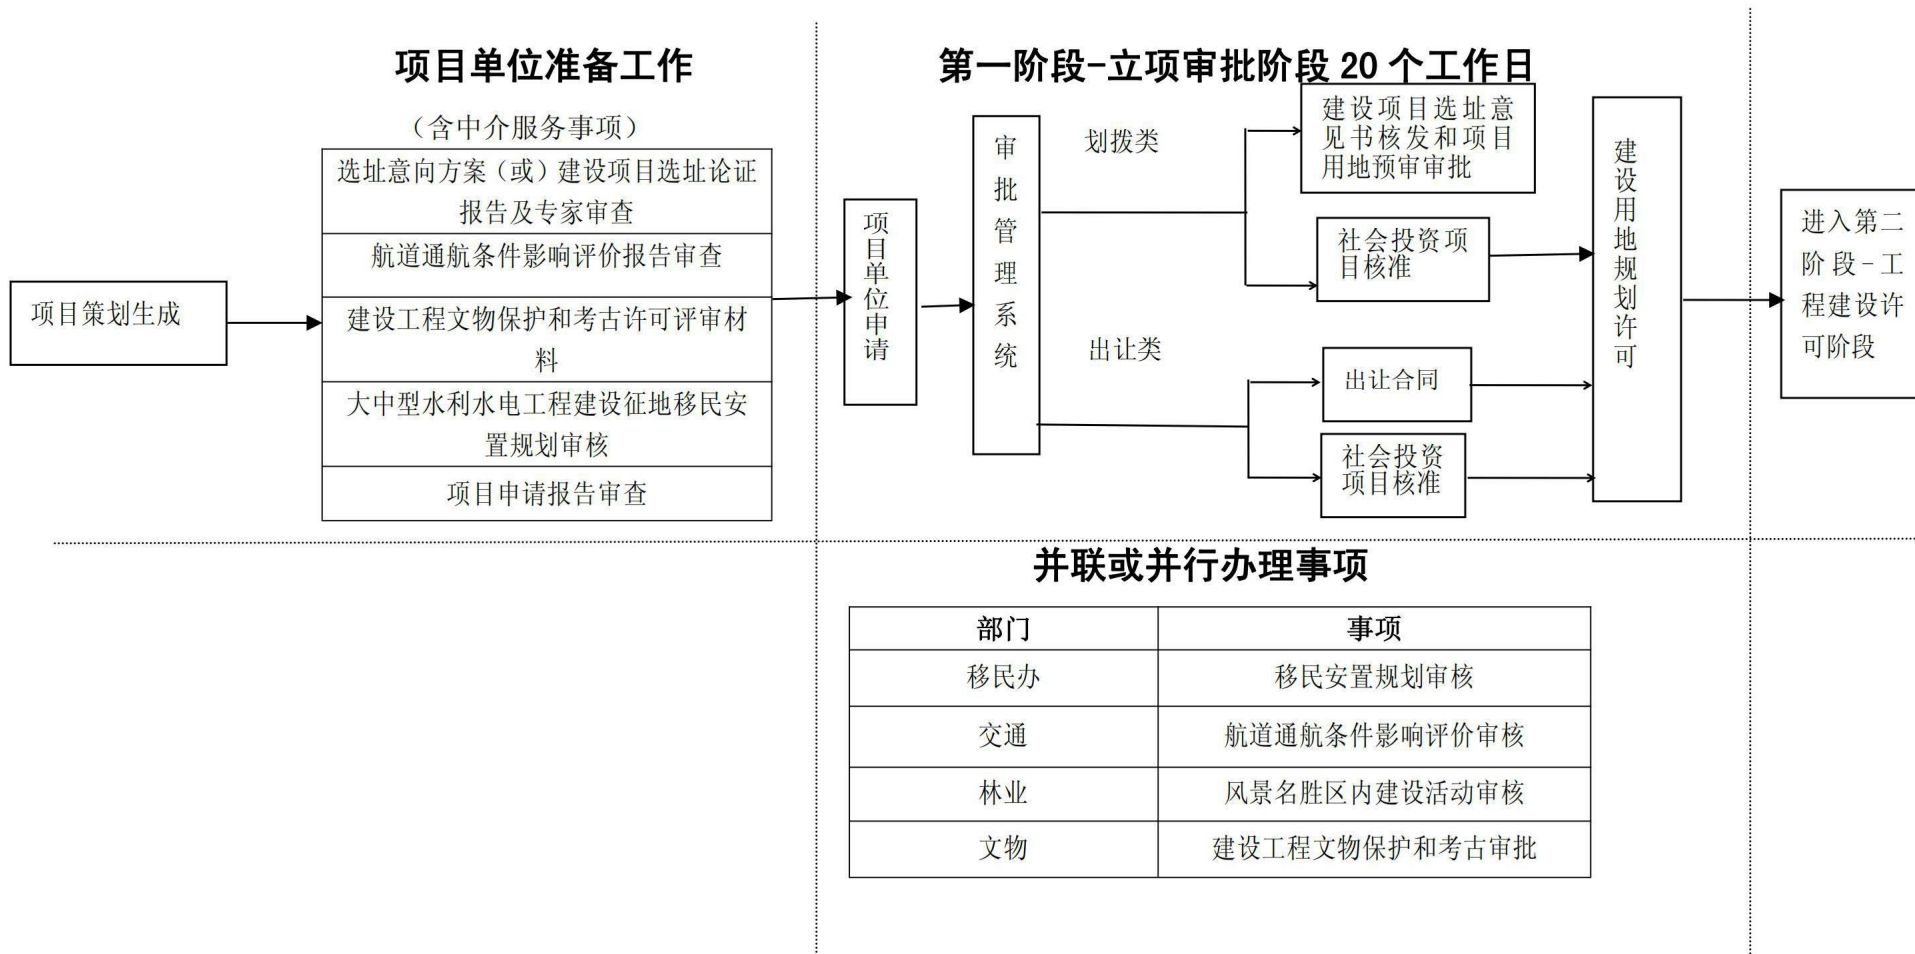 项目单位准备工作
（含中介服务事项）
项目策划生成
选址意向方案（或）建设项目选址论证
报告及专家审查
航道通航条件影响评价报告审查
建设工程文物保护和考古许可评审材
料
大中型水利水电工程建设征地移民安
置规划审核
项目申请报告审查
第一阶段-立项审批阶段 20 个工作日
项目单位申请
审批管理系统
划拨类
建设项目选址意
见书核发和项目
用地预审审批
社会投资项
目核准
出让类
出让合同
社会投资
项目核准
建设用地规划许可
进入第二
阶段-工
程建设许
可阶段
并联或并行办理事项
部门 事项
移民办 移民安置规划审核
交通 航道通航条件影响评价审核
林业 风景名胜区内建设活动审核
文物 建设工程文物保护和考古审批